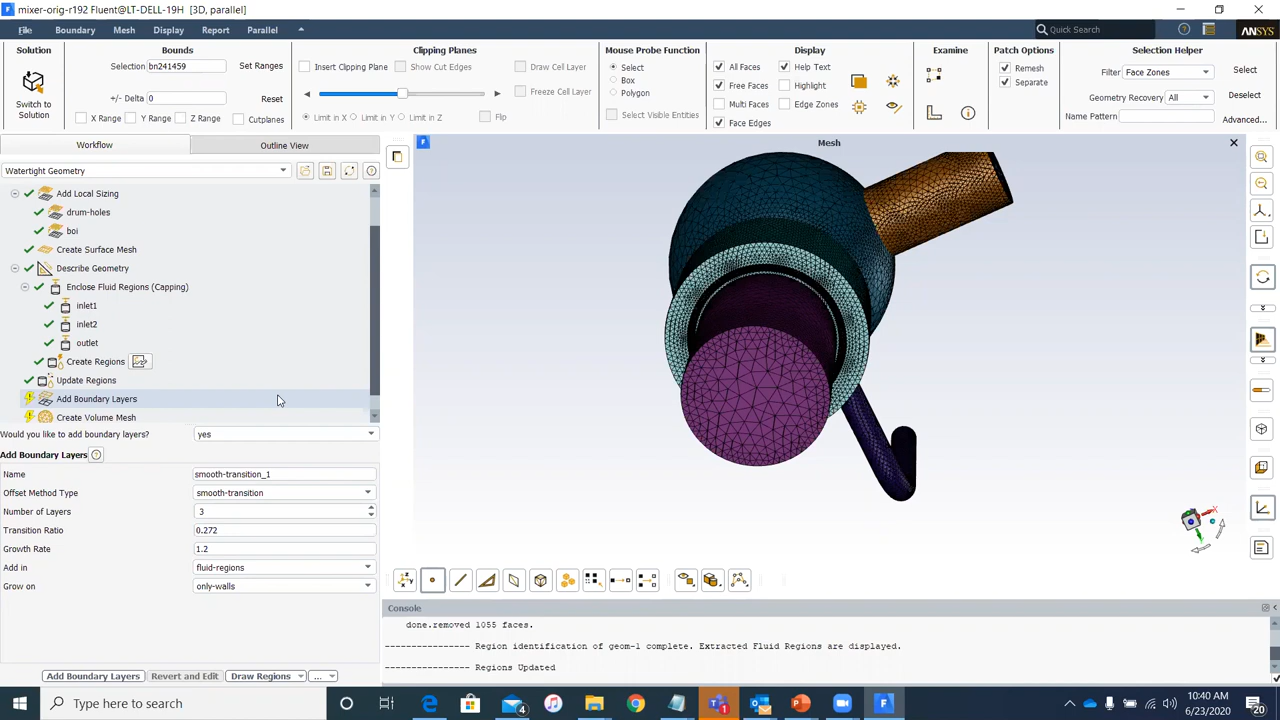 mixer-orig-r192 Fluent@LT-DELL-19H [3D, parallel]
File Boundary Mesh Display Report Parallel
Quick Search
ANSYS
Solution
Switch to
Solution
Bounds
Selection bn241459 Set Ranges
+/- Delta 0 Reset
X Range Y Range Z Range Cutplanes
Clipping Planes
Insert Clipping Plane Show Cut Edges Draw Cell Layer
Freeze Cell Layer
Limit in X Limit in Y Limit in Z Flip
Mouse Probe Function
Select
Box
Polygon
Select Visible Entities
Display
All Faces Help Text
Free Faces Highlight
Multi Faces Edge Zones
Face Edges
Examine
Patch Options
Remesh
Separate
Selection Helper
Filter Face Zones Select
Geometry Recovery All Deselect
Name Pattern Advanced...
Workflow Outline View
Watertight Geometry
Add Local Sizing
drum-holes
boi
Create Surface Mesh
Describe Geometry
Enclose Fluid Regions (Capping)
inlet1
inlet2
outlet
Create Regions
Update Regions
Add Boundary Layers
Create Volume Mesh
Would you like to add boundary layers? yes
Add Boundary Layers
Name smooth-transition_1
Offset Method Type smooth-transition
Number of Layers 3
Transition Ratio 0.272
Growth Rate 1.2
Add in fluid-regions
Grow on only-walls
Add Boundary Layers Revert and Edit Draw Regions ...
Mesh
Console
done.removed 1055 faces.
---------------- Region identification of geom-1 complete. Extracted Fluid Regions are displayed.
---------------- Regions Updated
Type here to search
10:40 AM
6/23/2020
20